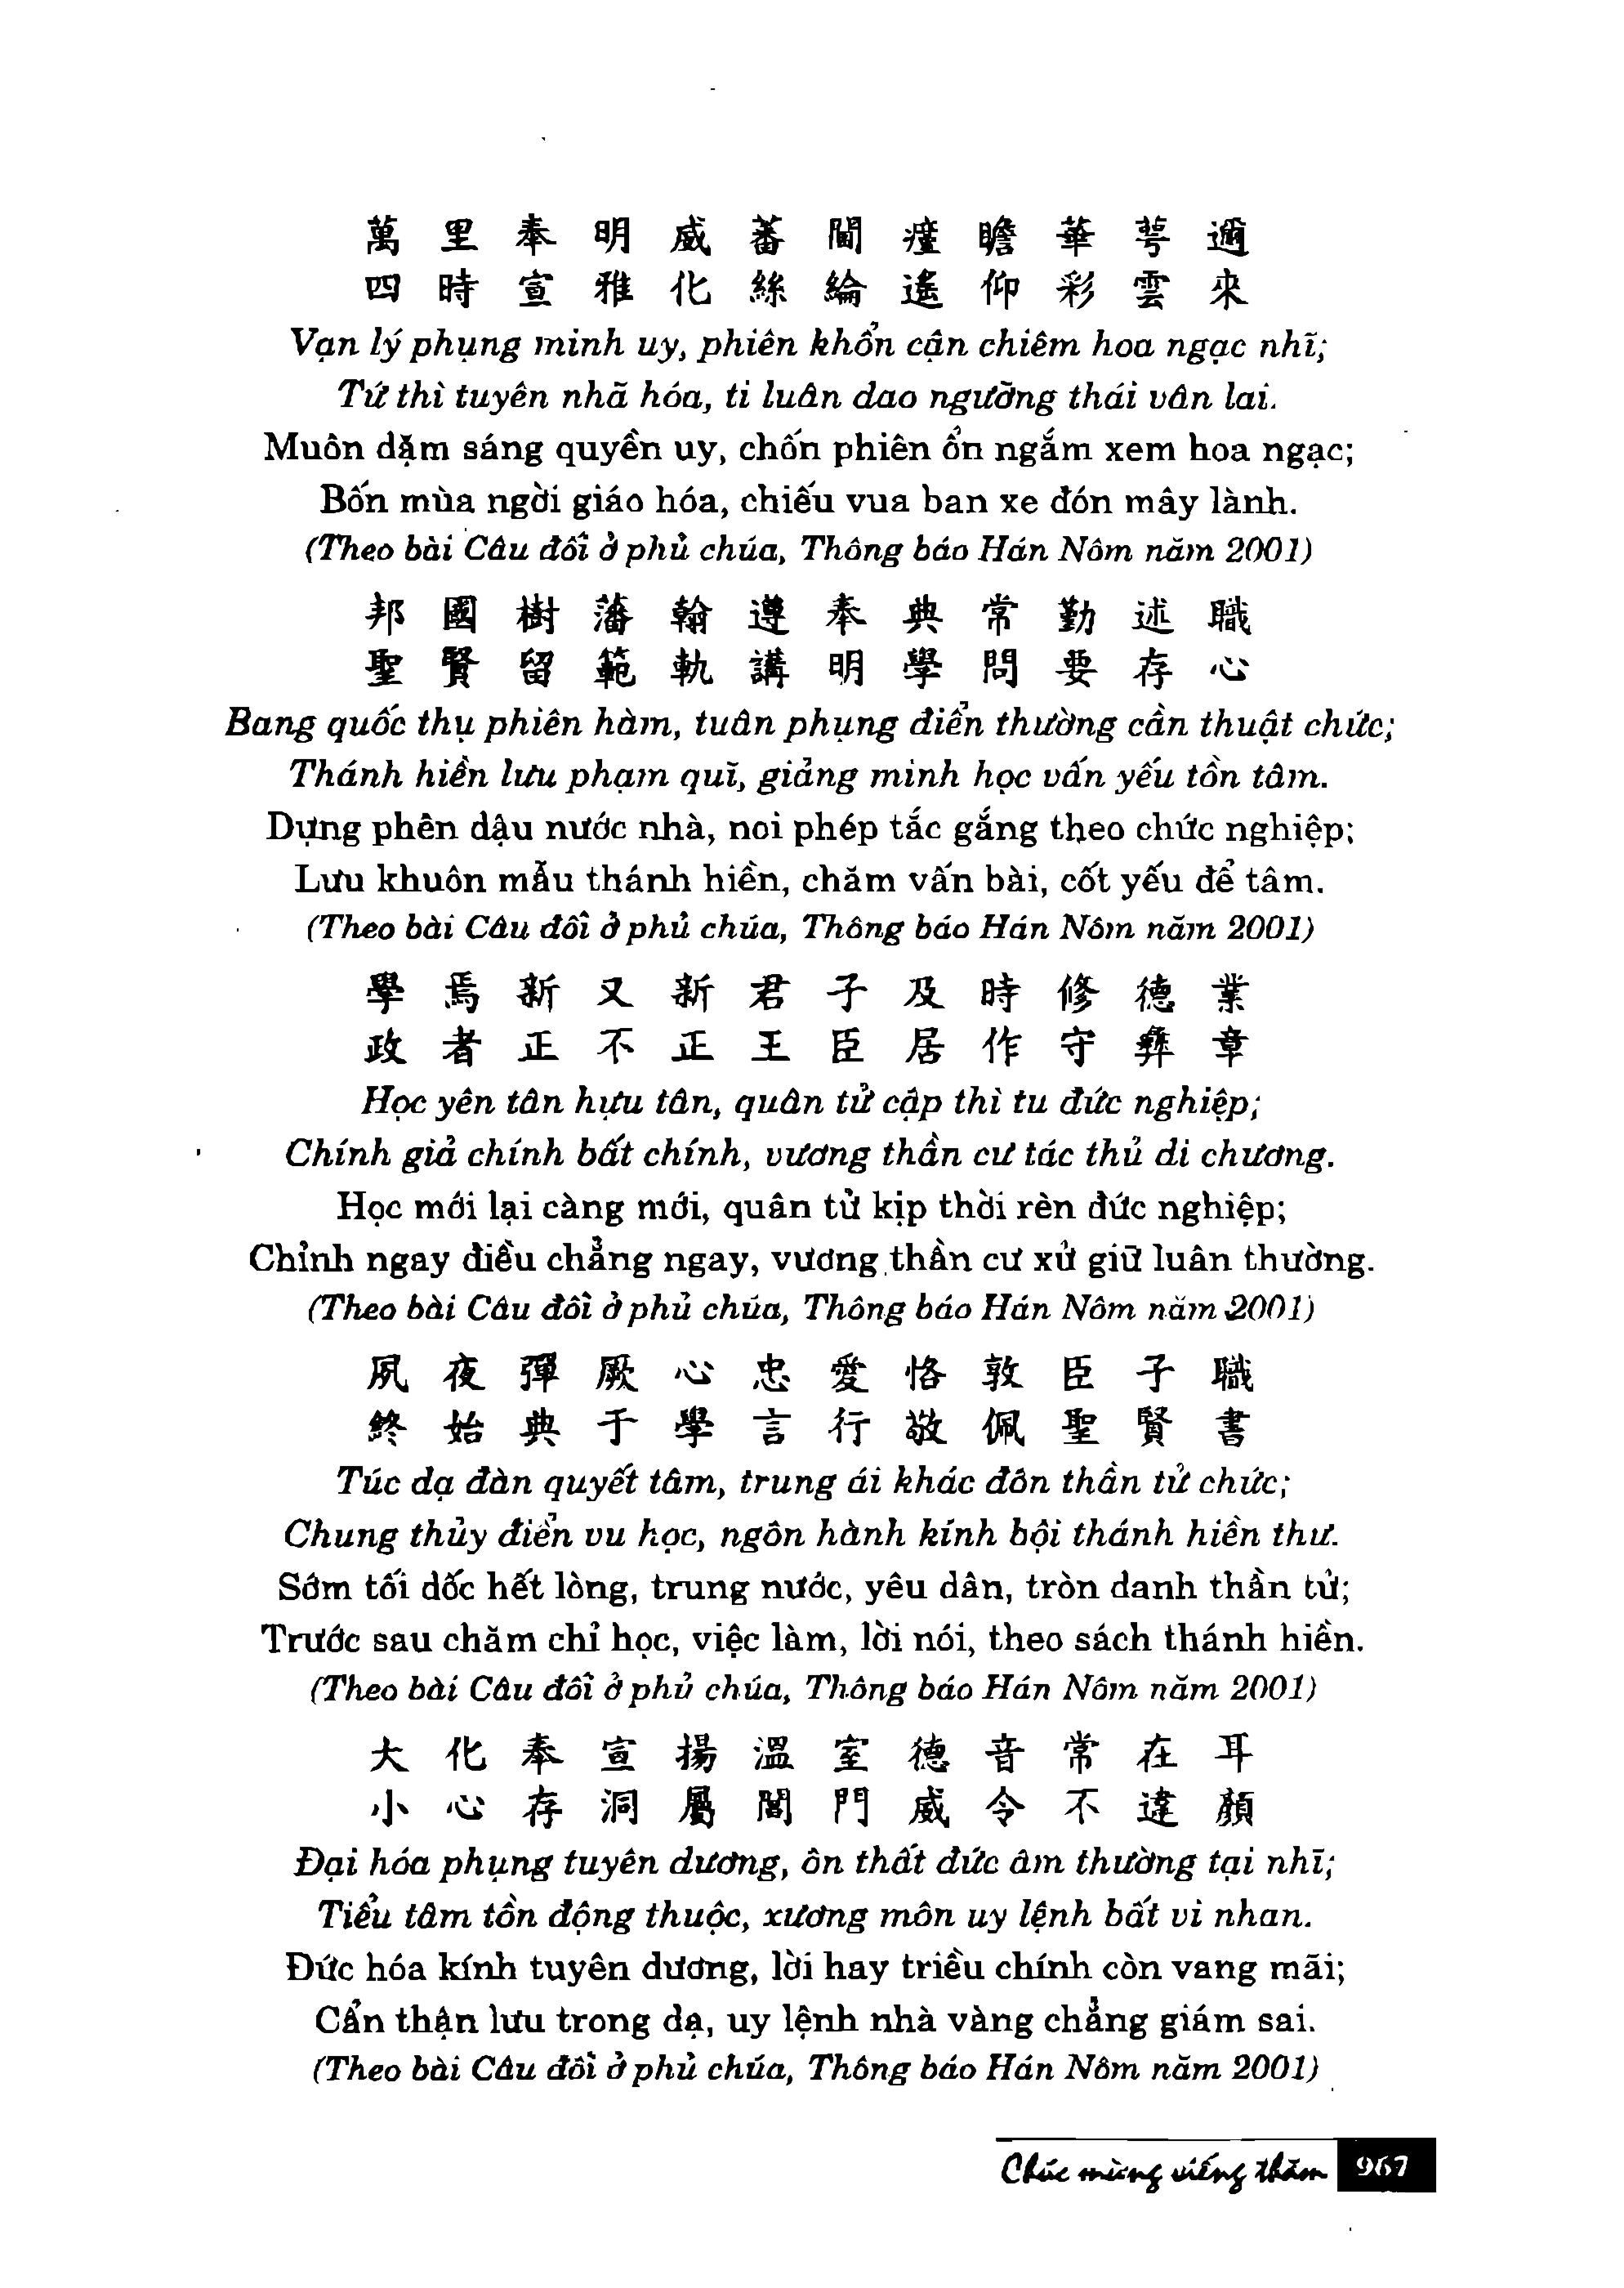 萬里奉明威蕃閫瘽瞻華萼邇
四時宣雅化絲綸遙仰彩雲來
Vạn lý phụng minh uy, phiên khổn cận chiêm hoa ngạc nhĩ;
Tứ thì tuyên nhã hóa, ti luân dao ngưỡng thái vân lai.
Muôn dặm sáng quyền uy, chốn phiên ổn ngắm xem hoa ngạc;
Bốn mùa ngời giáo hóa, chiếu vua ban xe đón mây lành.
(Theo bài Câu đối ở phủ chúa, Thông báo Hán Nôm năm 2001)
邦國樹藩翰遵奉典常勤述職
聖賢留範軌講明學問要存心
Bang quốc thụ phiên hàm, tuân phụng điển thường cần thuật chức;
Thánh hiền lưu phạm quĩ, giảng minh học vấn yếu tồn tâm.
Dựng phên dậu nước nhà, noi phép tắc gắng theo chức nghiệp;
Lưu khuôn mẫu thánh hiền, chăm vấn bài, cốt yếu để tâm.
(Theo bài Câu đối ở phủ chúa, Thông báo Hán Nôm năm 2001)
學焉新又新君子及時修德業
政者正不正王臣居作守彝章
Học yên tân hựu tân, quân tử cập thì tu đức nghiệp;
Chính giả chính bất chính, vương thần cư tác thủ di chương.
Học mới lại càng mới, quân tử kịp thời rèn đức nghiệp;
Chỉnh ngay điều chẳng ngay, vương thần cư xử giữ luân thường.
(Theo bài Câu đối ở phủ chúa, Thông báo Hán Nôm năm 2001)
夙夜彈厥心忠愛恪敦臣子職
終始典于學言行敬佩聖賢書
Túc dạ đàn quyết tâm, trung ái khác đôn thần tử chức;
Chung thủy điển vu học, ngôn hành kính bội thánh hiền thư.
Sớm tối dốc hết lòng, trung nước, yêu dân, tròn danh thần tử;
Trước sau chăm chỉ học, việc làm, lời nói, theo sách thánh hiền.
(Theo bài Câu đối ở phủ chúa, Thông báo Hán Nôm năm 2001)
大化奉宣揚溫室德音常在耳
小心存洞屬閶門威令不違顏
Đại hóa phụng tuyên dương, ôn thất đức âm thường tại nhĩ;
Tiểu tâm tồn động thuộc, xương môn uy lệnh bất vi nhan.
Đức hóa kính tuyên dương, lời hay triều chính còn vang mãi;
Cẩn thận lưu trong dạ, uy lệnh nhà vàng chẳng giám sai.
(Theo bài Câu đối ở phủ chúa, Thông báo Hán Nôm năm 2001)
Chúc mừng viếng thăm 967